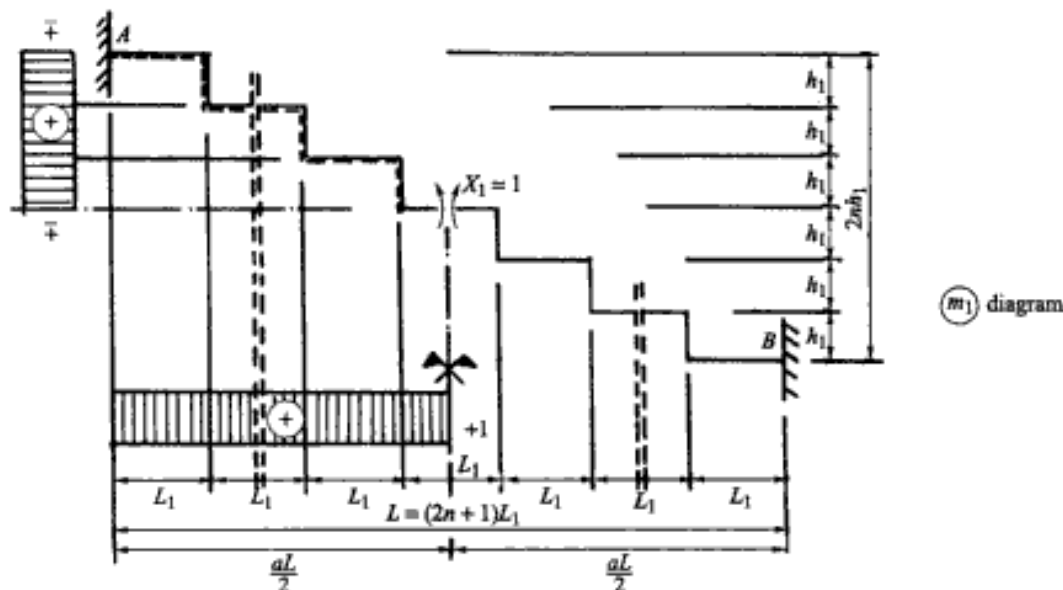 ∓
A
h₁
h₁
+
X₁ = 1
h₁
2nh₁
∓
h₁
h₁
m₁ diagram
B
h₁
+
+1
L₁
L₁ L₁ L₁ L₁ L₁ L₁
L = (2n + 1)L₁
aL/2 aL/2